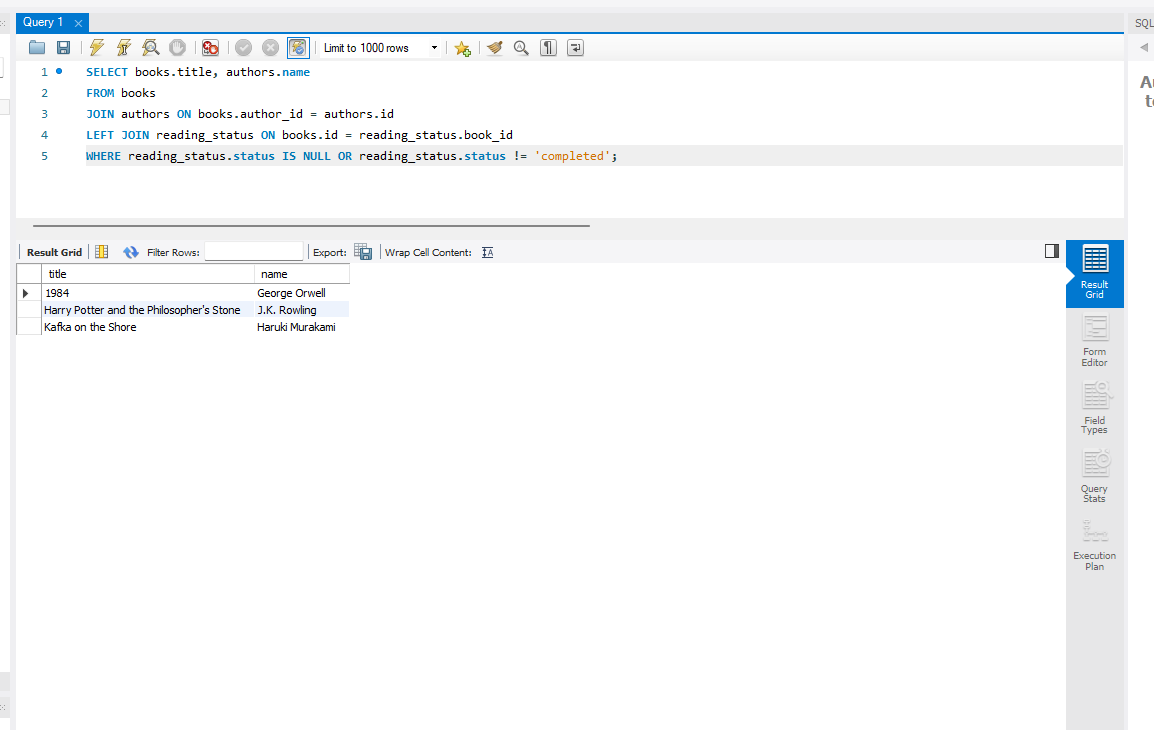 Query 1
SQL
Limit to 1000 rows
1 SELECT books.title, authors.name
2 FROM books
3 JOIN authors ON books.author_id = authors.id
4 LEFT JOIN reading_status ON books.id = reading_status.book_id
5 WHERE reading_status.status IS NULL OR reading_status.status != 'completed';
Result Grid Filter Rows: Export: Wrap Cell Content:
title name
1984 George Orwell
Harry Potter and the Philosopher's Stone J.K. Rowling
Kafka on the Shore Haruki Murakami
Result
Grid
Form
Editor
Field
Types
Query
Stats
Execution
Plan